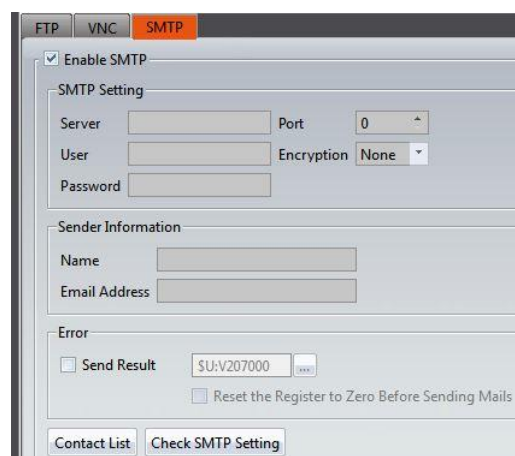 FTP VNC SMTP
Enable SMTP
SMTP Setting
Server Port 0
User Encryption None
Password
Sender Information
Name
Email Address
Error
Send Result $U:V207000 ...
Reset the Register to Zero Before Sending Mails
Contact List Check SMTP Setting